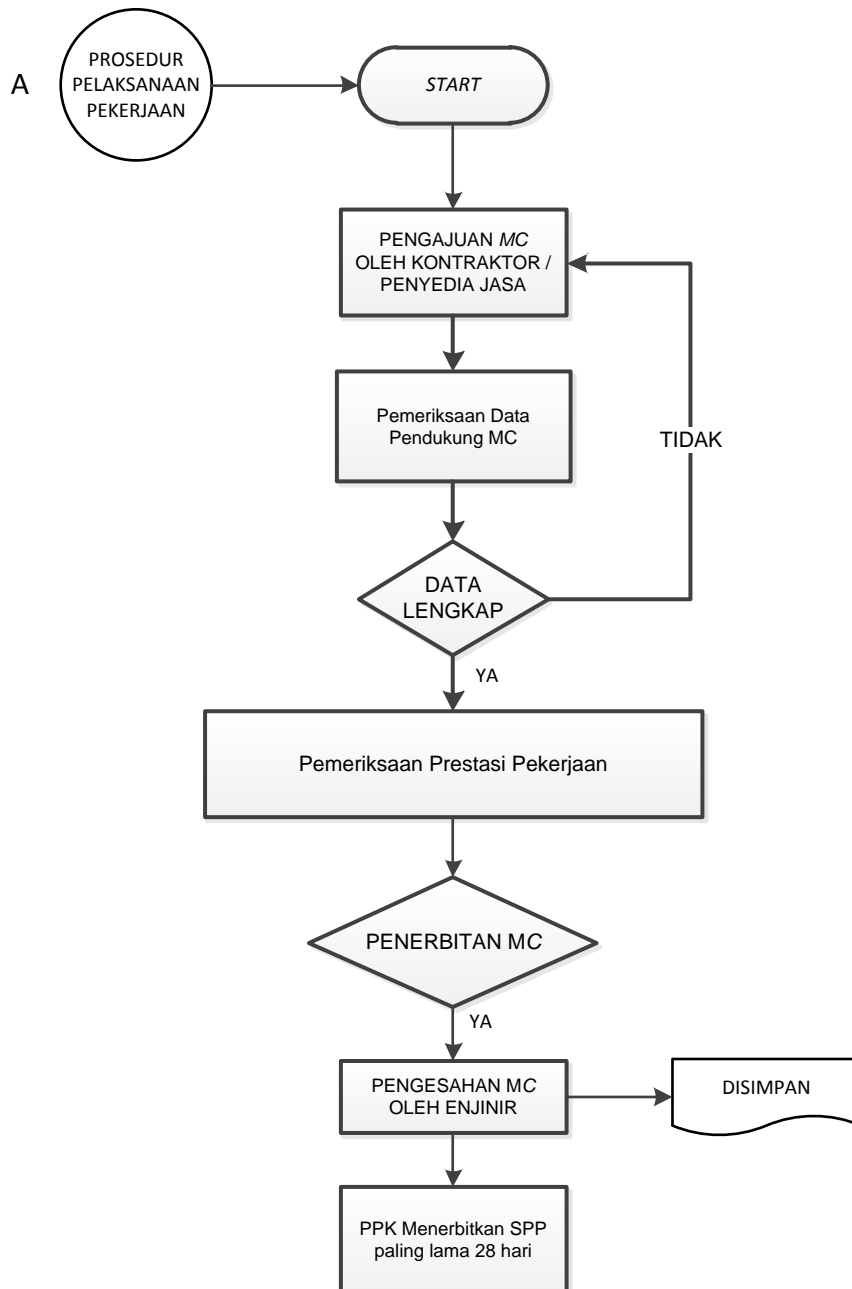 A
PROSEDUR
PELAKSANAAN
PEKERJAAN
START
PENGAJUAN MC
OLEH KONTRAKTOR /
PENYEDIA JASA
Pemeriksaan Data
Pendukung MC
TIDAK
DATA
LENGKAP
YA
Pemeriksaan Prestasi Pekerjaan
PENERBITAN MC
YA
PENGESAHAN MC
OLEH ENJINIR
DISIMPAN
PPK Menerbitkan SPP
paling lama 28 hari